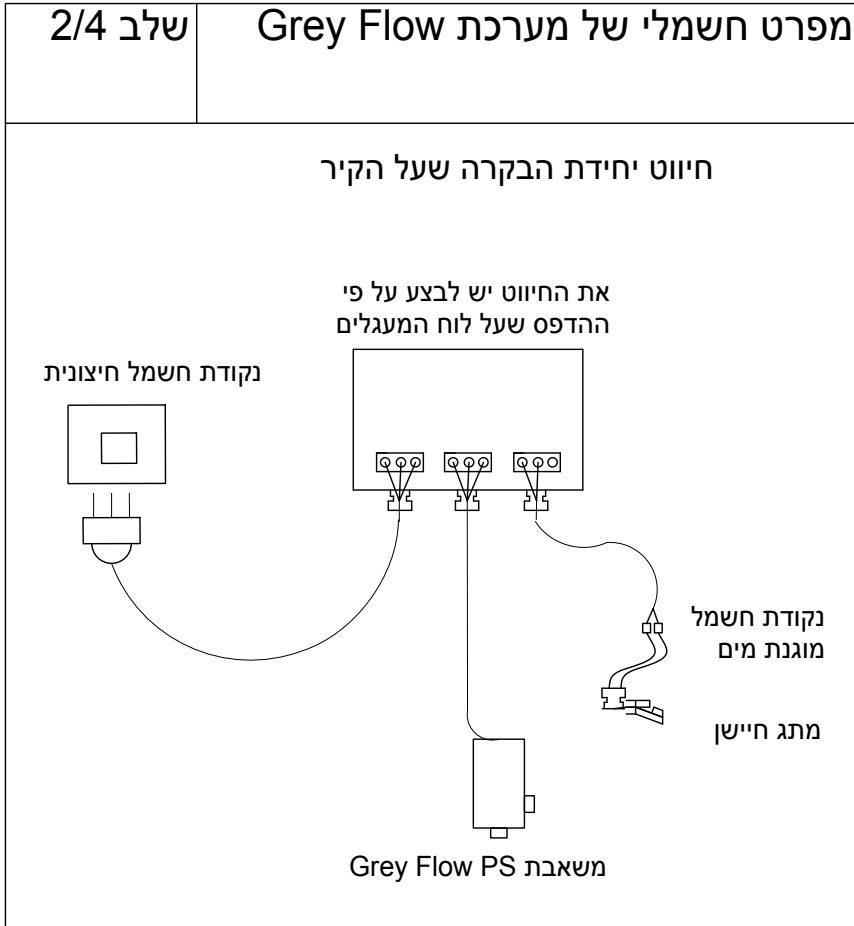 מפרט חשמלי של מערכת Grey Flow
שלב 2/4
חיווט יחידת הבקרה שעל הקיר
את החיווט יש לבצע על פי
ההדפס שעל לוח המעגלים
נקודת חשמל חיצונית
נקודת חשמל
מוגנת מים
מתג חיישן
משאבת Grey Flow PS